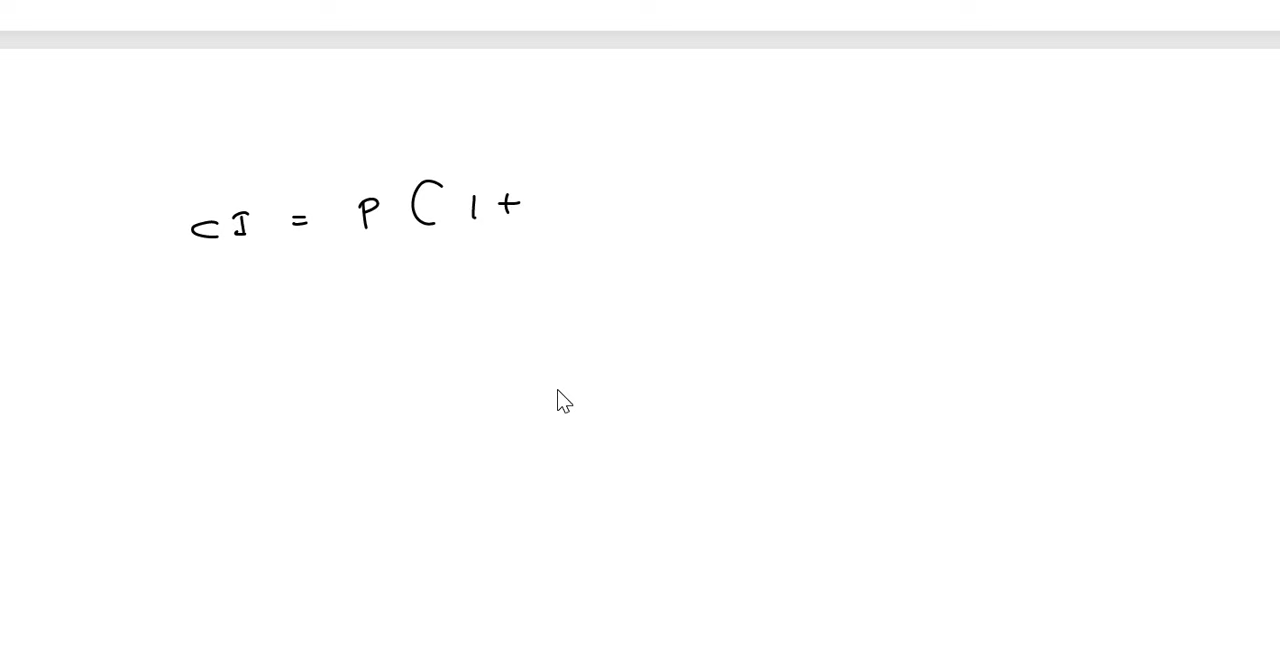 CI = P ( 1 +